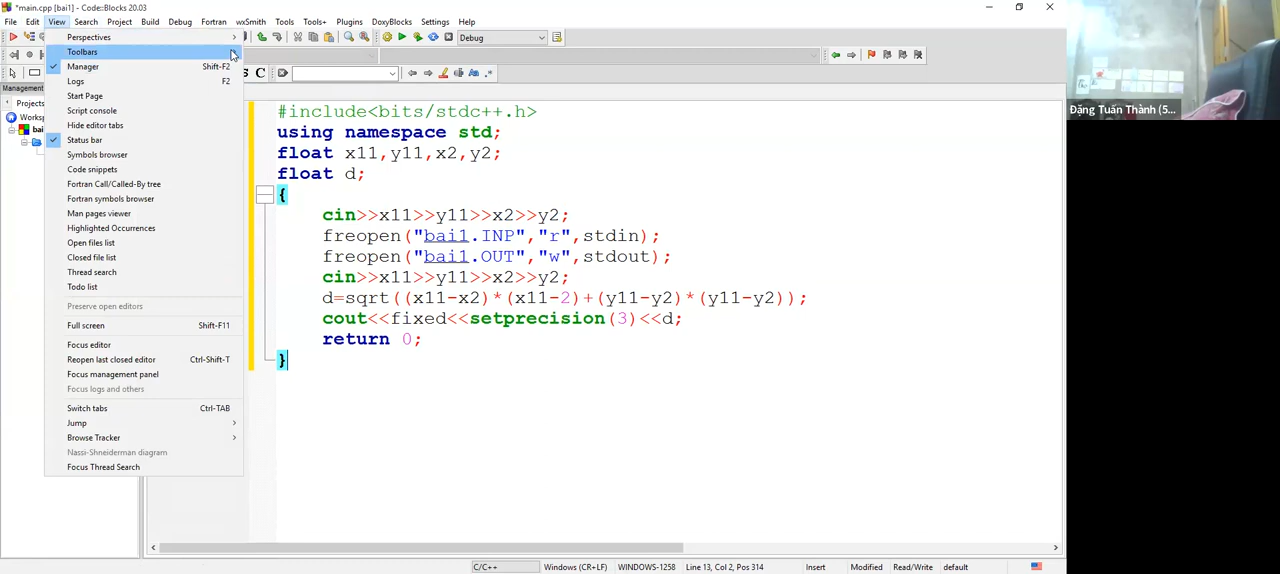 *main.cpp [bai1] - Code::Blocks 20.03
File Edit View Search Project Build Debug Fortran wxSmith Tools Tools+ Plugins DoxyBlocks Settings Help
Debug
S C
Management
Projects
Worksp
bai
Perspectives
Toolbars
Manager Shift-F2
Logs F2
Start Page
Script console
Hide editor tabs
Status bar
Symbols browser
Code snippets
Fortran Call/Called-By tree
Fortran symbols browser
Man pages viewer
Highlighted Occurrences
Open files list
Closed file list
Thread search
Todo list
Preserve open editors
Full screen Shift-F11
Focus editor
Reopen last closed editor Ctrl-Shift-T
Focus management panel
Focus logs and others
Switch tabs Ctrl-TAB
Jump
Browse Tracker
Nassi-Shneiderman diagram
Focus Thread Search
#include<bits/stdc++.h>
using namespace std;
float x11,y11,x2,y2;
float d;
{
cin>>x11>>y11>>x2>>y2;
freopen("bai1.INP","r",stdin);
freopen("bai1.OUT","w",stdout);
cin>>x11>>y11>>x2>>y2;
d=sqrt((x11-x2)*(x11-2)+(y11-y2)*(y11-y2));
cout<<fixed<<setprecision(3)<<d;
return 0;
}
Đặng Tuấn Thành (5...
C/C++ Windows (CR+LF) WINDOWS-1258 Line 13, Col 2, Pos 314 Insert Modified Read/Write default